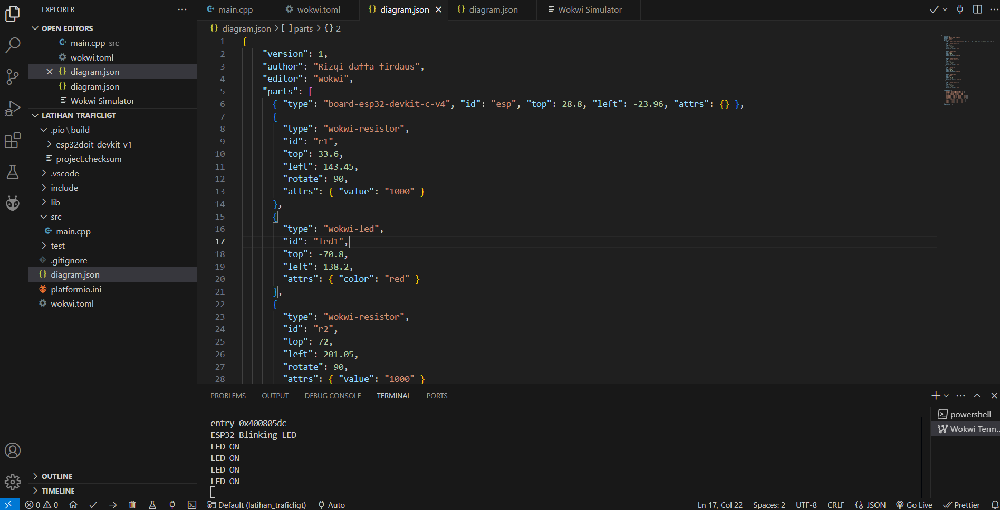 EXPLORER
OPEN EDITORS
main.cpp src
wokwi.toml
diagram.json
diagram.json
Wokwi Simulator
LATIHAN_TRAFICLIGT
.pio\build
esp32doit-devkit-v1
project.checksum
.vscode
include
lib
src
main.cpp
test
.gitignore
diagram.json
platformio.ini
wokwi.toml
OUTLINE
TIMELINE
main.cpp wokwi.toml diagram.json diagram.json Wokwi Simulator
diagram.json > [ ] parts > {} 2
1 {
2 "version": 1,
3 "author": "Rizqi daffa firdaus",
4 "editor": "wokwi",
5 "parts": [
6 { "type": "board-esp32-devkit-c-v4", "id": "esp", "top": 28.8, "left": -23.96, "attrs": {} },
7 {
8 "type": "wokwi-resistor",
9 "id": "r1",
10 "top": 33.6,
11 "left": 143.45,
12 "rotate": 90,
13 "attrs": { "value": "1000" }
14 },
15 {
16 "type": "wokwi-led",
17 "id": "led1",
18 "top": -70.8,
19 "left": 138.2,
20 "attrs": { "color": "red" }
21 },
22 {
23 "type": "wokwi-resistor",
24 "id": "r2",
25 "top": 72,
26 "left": 201.05,
27 "rotate": 90,
28 "attrs": { "value": "1000" }
PROBLEMS OUTPUT DEBUG CONSOLE TERMINAL PORTS
entry 0x400805dc
ESP32 Blinking LED
LED ON
LED ON
LED ON
LED ON
powershell
Wokwi Term...
0 0 Default (latihan_traficligt) Auto Ln 17, Col 22 Spaces: 2 UTF-8 CRLF {} JSON Go Live Prettier